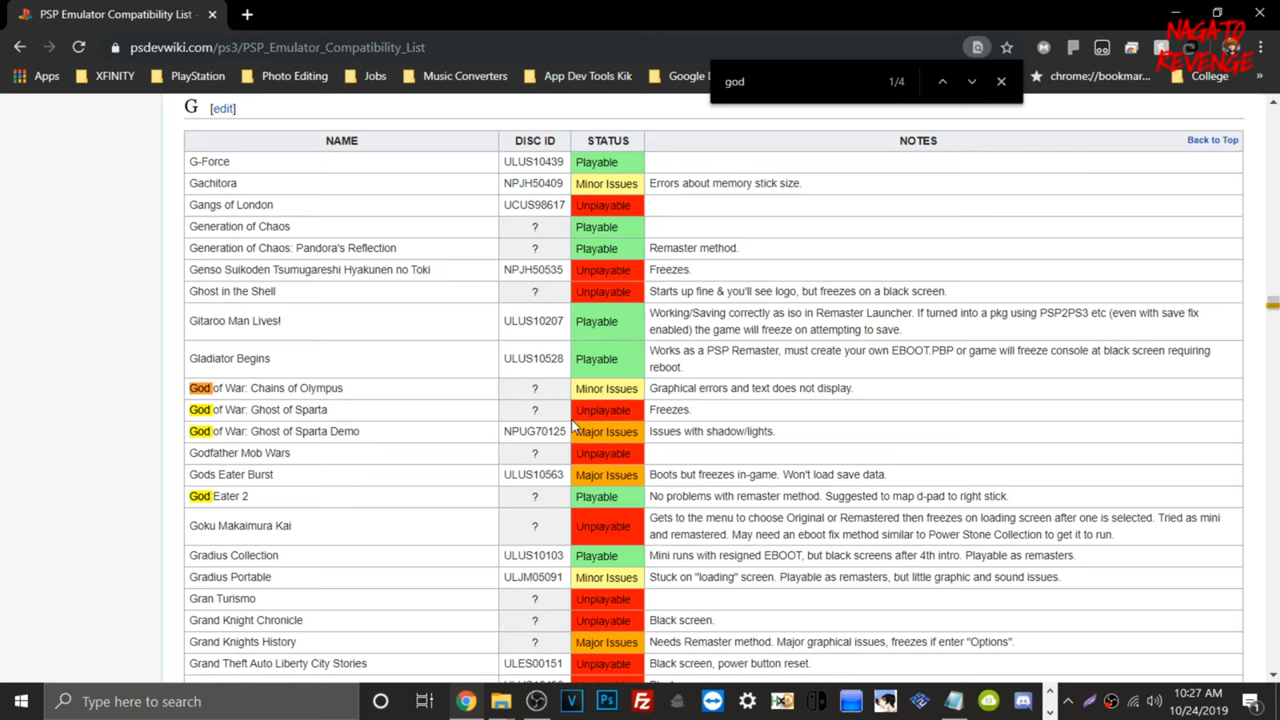 PSP Emulator Compatibility List -
psdevwiki.com/ps3/PSP_Emulator_Compatibility_List
NAGATO
REVENGE
Apps XFINITY PlayStation Photo Editing Jobs Music Converters App Dev Tools Kik Google chrome://bookmar... College
god 1/4
G [edit]
NAME DISC ID STATUS NOTES Back to Top
G-Force ULUS10439 Playable
Gachitora NPJH50409 Minor Issues Errors about memory stick size.
Gangs of London UCUS98617 Unplayable
Generation of Chaos ? Playable
Generation of Chaos: Pandora's Reflection ? Playable Remaster method.
Genso Suikoden Tsumugareshi Hyakunen no Toki NPJH50535 Unplayable Freezes.
Ghost in the Shell ? Unplayable Starts up fine & you'll see logo, but freezes on a black screen.
Gitaroo Man Lives! ULUS10207 Playable Working/Saving correctly as iso in Remaster Launcher. If turned into a pkg using PSP2PS3 etc (even with save fix
enabled) the game will freeze on attempting to save.
Gladiator Begins ULUS10528 Playable Works as a PSP Remaster, must create your own EBOOT.PBP or game will freeze console at black screen requiring
reboot.
God of War: Chains of Olympus ? Minor Issues Graphical errors and text does not display.
God of War: Ghost of Sparta ? Unplayable Freezes.
God of War: Ghost of Sparta Demo NPUG70125 Major Issues Issues with shadow/lights.
Godfather Mob Wars ? Unplayable
Gods Eater Burst ULUS10563 Major Issues Boots but freezes in-game. Won't load save data.
God Eater 2 ? Playable No problems with remaster method. Suggested to map d-pad to right stick.
Goku Makaimura Kai ? Unplayable Gets to the menu to choose Original or Remastered then freezes on loading screen after one is selected. Tried as mini
and remastered. May need an eboot fix method similar to Power Stone Collection to get it to run.
Gradius Collection ULUS10103 Playable Mini runs with resigned EBOOT, but black screens after 4th intro. Playable as remasters.
Gradius Portable ULJM05091 Minor Issues Stuck on "loading" screen. Playable as remasters, but little graphic and sound issues.
Gran Turismo ? Unplayable
Grand Knight Chronicle ? Unplayable Black screen.
Grand Knights History ? Major Issues Needs Remaster method. Major graphical issues, freezes if enter "Options".
Grand Theft Auto Liberty City Stories ULES00151 Unplayable Black screen, power button reset.
Type here to search
10:27 AM
10/24/2019